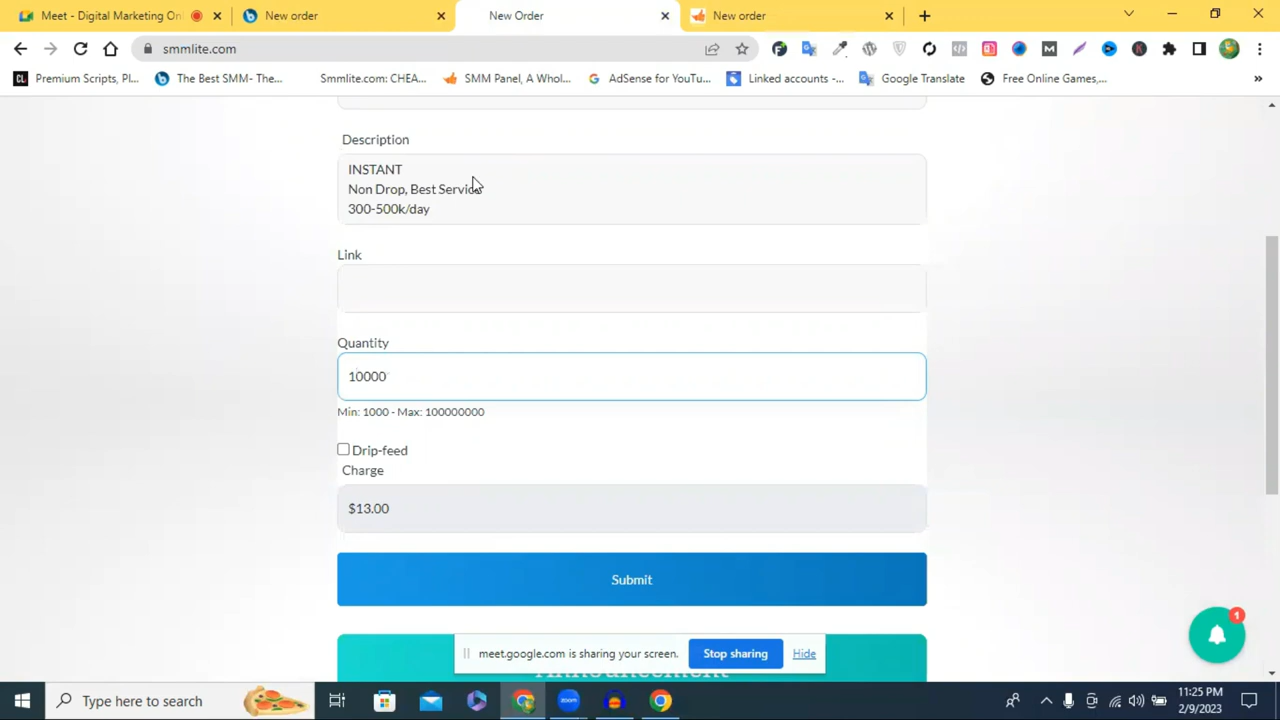 Meet - Digital Marketing On
New order
New Order
New order
smmlite.com
Premium Scripts, Pl...
The Best SMM- The...
Smmlite.com: CHEA...
SMM Panel, A Whol...
AdSense for YouTu...
Linked accounts -...
Google Translate
Free Online Games,...
Description
INSTANT
Non Drop, Best Service
300-500k/day
Link
Quantity
10000
Min: 1000 - Max: 100000000
Drip-feed
Charge
$13.00
Submit
1
meet.google.com is sharing your screen.
Stop sharing
Hide
Announcement
Type here to search
11:25 PM
2/9/2023